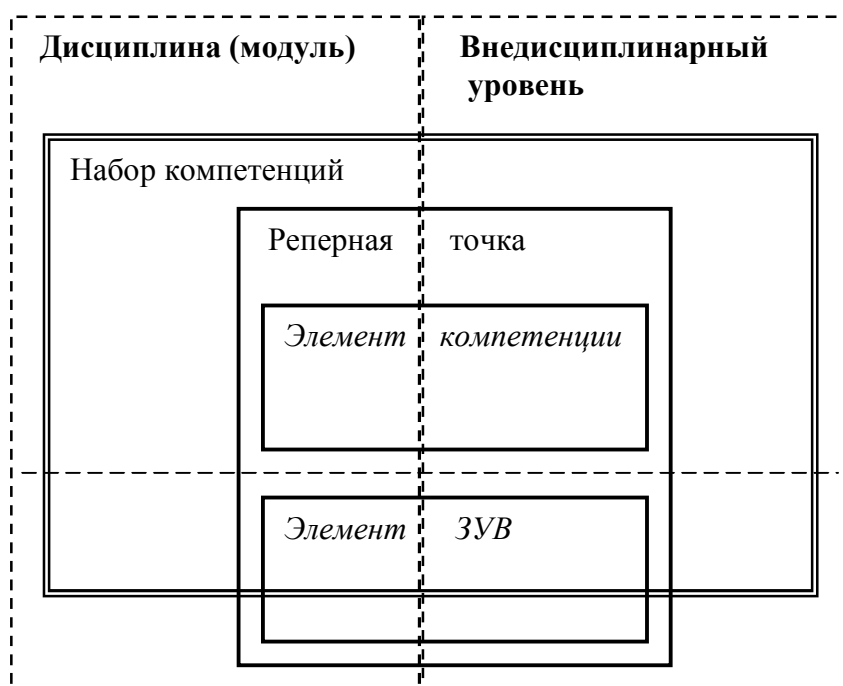 Дисциплина (модуль) Внедисциплинарный
уровень
Набор компетенций
Реперная точка
Элемент компетенции
Элемент ЗУВ